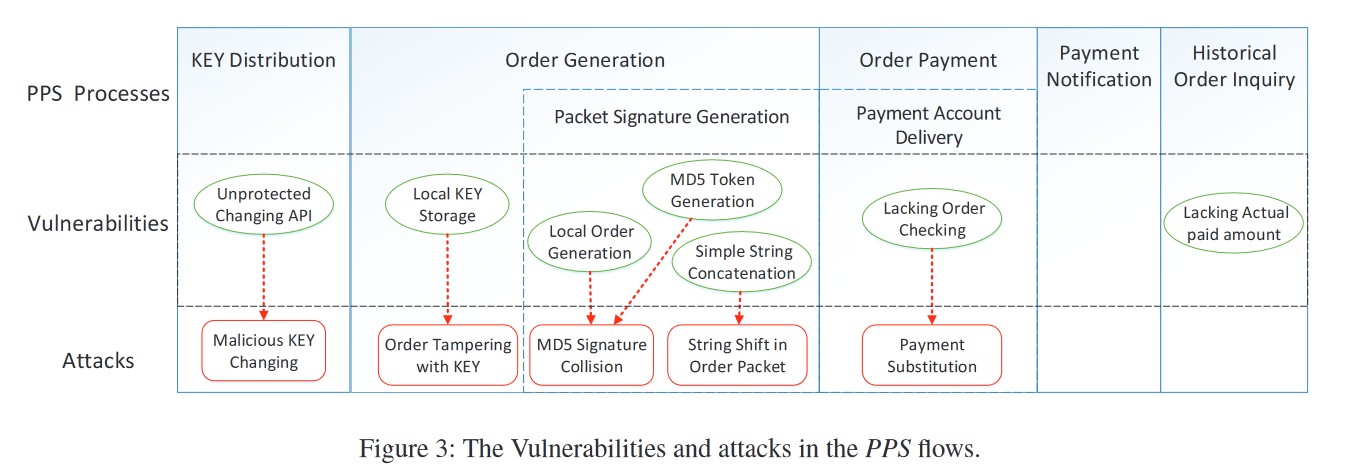 KEY Distribution
Order Generation
Order Payment
Payment
Notification
Historical
Order Inquiry
PPS Processes
Packet Signature Generation
Payment Account
Delivery
Vulnerabilities
Unprotected
Changing API
Local KEY
Storage
Local Order
Generation
MD5 Token
Generation
Simple String
Concatenation
Lacking Order
Checking
Lacking Actual
paid amount
Attacks
Malicious KEY
Changing
Order Tampering
with KEY
MD5 Signature
Collision
String Shift in
Order Packet
Payment
Substitution
Figure 3: The Vulnerabilities and attacks in the PPS flows.